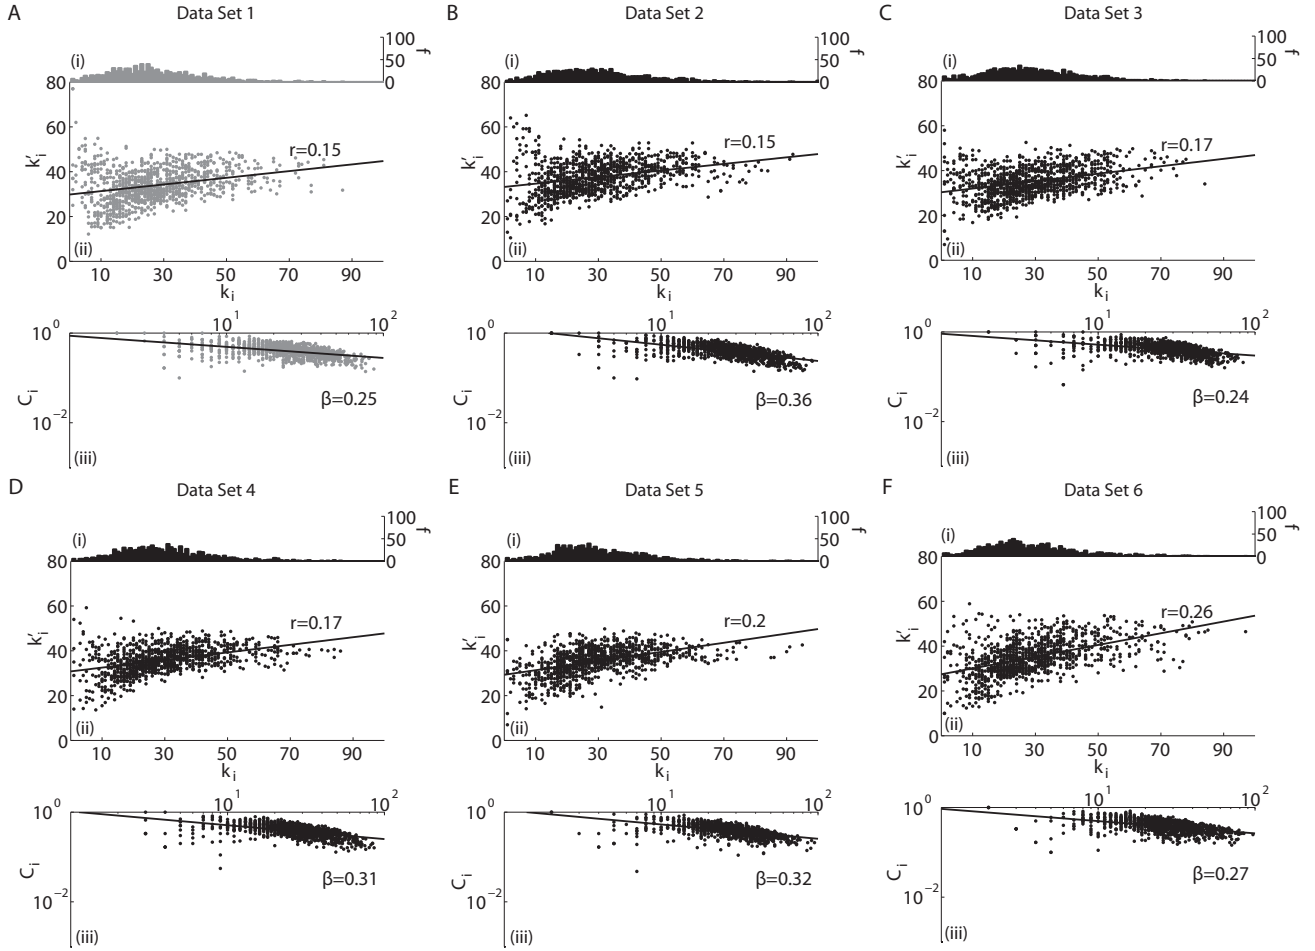 A Data Set 1
(i)
100
50
0
f
80
60
40
20
0
k'i
r=0.15
(ii)
10 30 50 70 90
ki
10^1 10^2
10^0
10^-2
Ci
β=0.25
(iii)
B Data Set 2
(i)
100
50
0
f
80
60
40
20
0
k'i
r=0.15
(ii)
10 30 50 70 90
ki
10^1 10^2
10^0
10^-2
Ci
β=0.36
(iii)
C Data Set 3
(i)
100
50
0
f
80
60
40
20
0
k'i
r=0.17
(ii)
10 30 50 70 90
ki
10^1 10^2
10^0
10^-2
Ci
β=0.24
(iii)
D Data Set 4
(i)
100
50
0
f
80
60
40
20
0
k'i
r=0.17
(ii)
10 30 50 70 90
ki
10^1 10^2
10^0
10^-2
Ci
β=0.31
(iii)
E Data Set 5
(i)
100
50
0
f
80
60
40
20
0
k'i
r=0.2
(ii)
10 30 50 70 90
ki
10^1 10^2
10^0
10^-2
Ci
β=0.32
(iii)
F Data Set 6
(i)
100
50
0
f
80
60
40
20
0
k'i
r=0.26
(ii)
10 30 50 70 90
ki
10^1 10^2
10^0
10^-2
Ci
β=0.27
(iii)